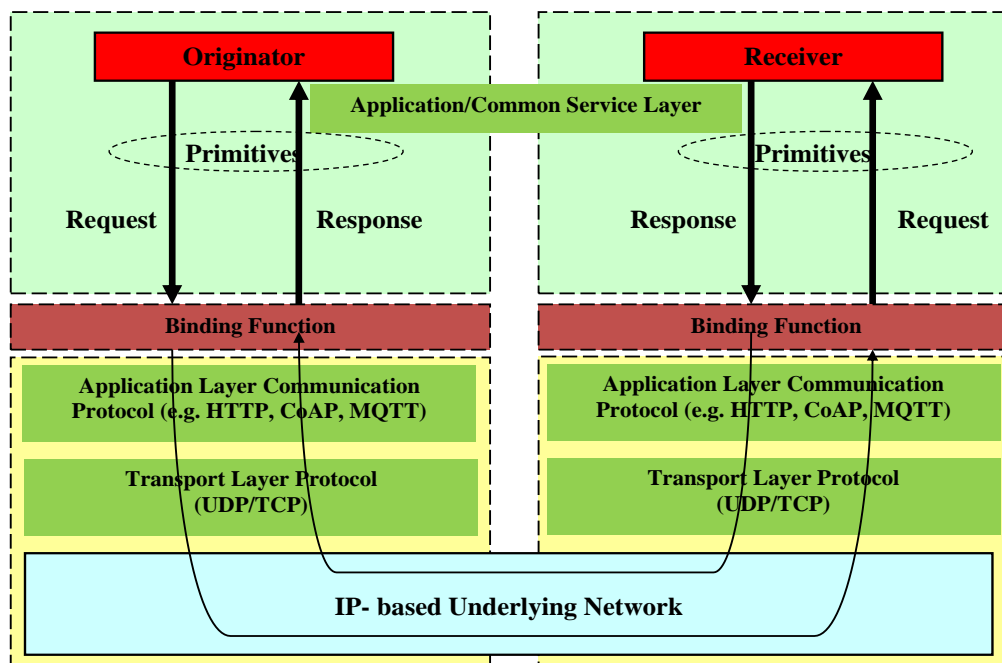 Originator
Receiver
Application/Common Service Layer
Primitives
Primitives
Request
Response
Response
Request
Binding Function
Binding Function
Application Layer Communication
Protocol (e.g. HTTP, CoAP, MQTT)
Application Layer Communication
Protocol (e.g. HTTP, CoAP, MQTT)
Transport Layer Protocol
(UDP/TCP)
Transport Layer Protocol
(UDP/TCP)
IP- based Underlying Network